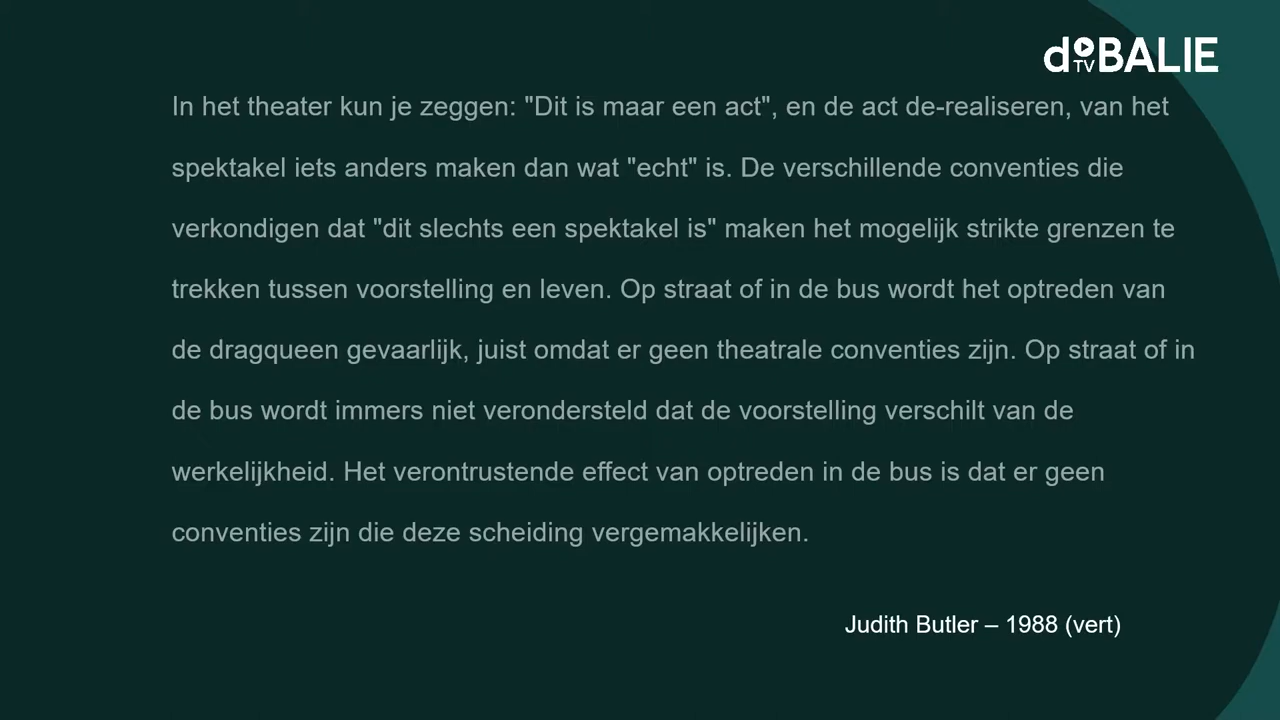 de BALIE
TV
In het theater kun je zeggen: "Dit is maar een act", en de act de-realiseren, van het
spektakel iets anders maken dan wat "echt" is. De verschillende conventies die
verkondigen dat "dit slechts een spektakel is" maken het mogelijk strikte grenzen te
trekken tussen voorstelling en leven. Op straat of in de bus wordt het optreden van
de dragqueen gevaarlijk, juist omdat er geen theatrale conventies zijn. Op straat of in
de bus wordt immers niet verondersteld dat de voorstelling verschilt van de
werkelijkheid. Het verontrustende effect van optreden in de bus is dat er geen
conventies zijn die deze scheiding vergemakkelijken.
Judith Butler – 1988 (vert)